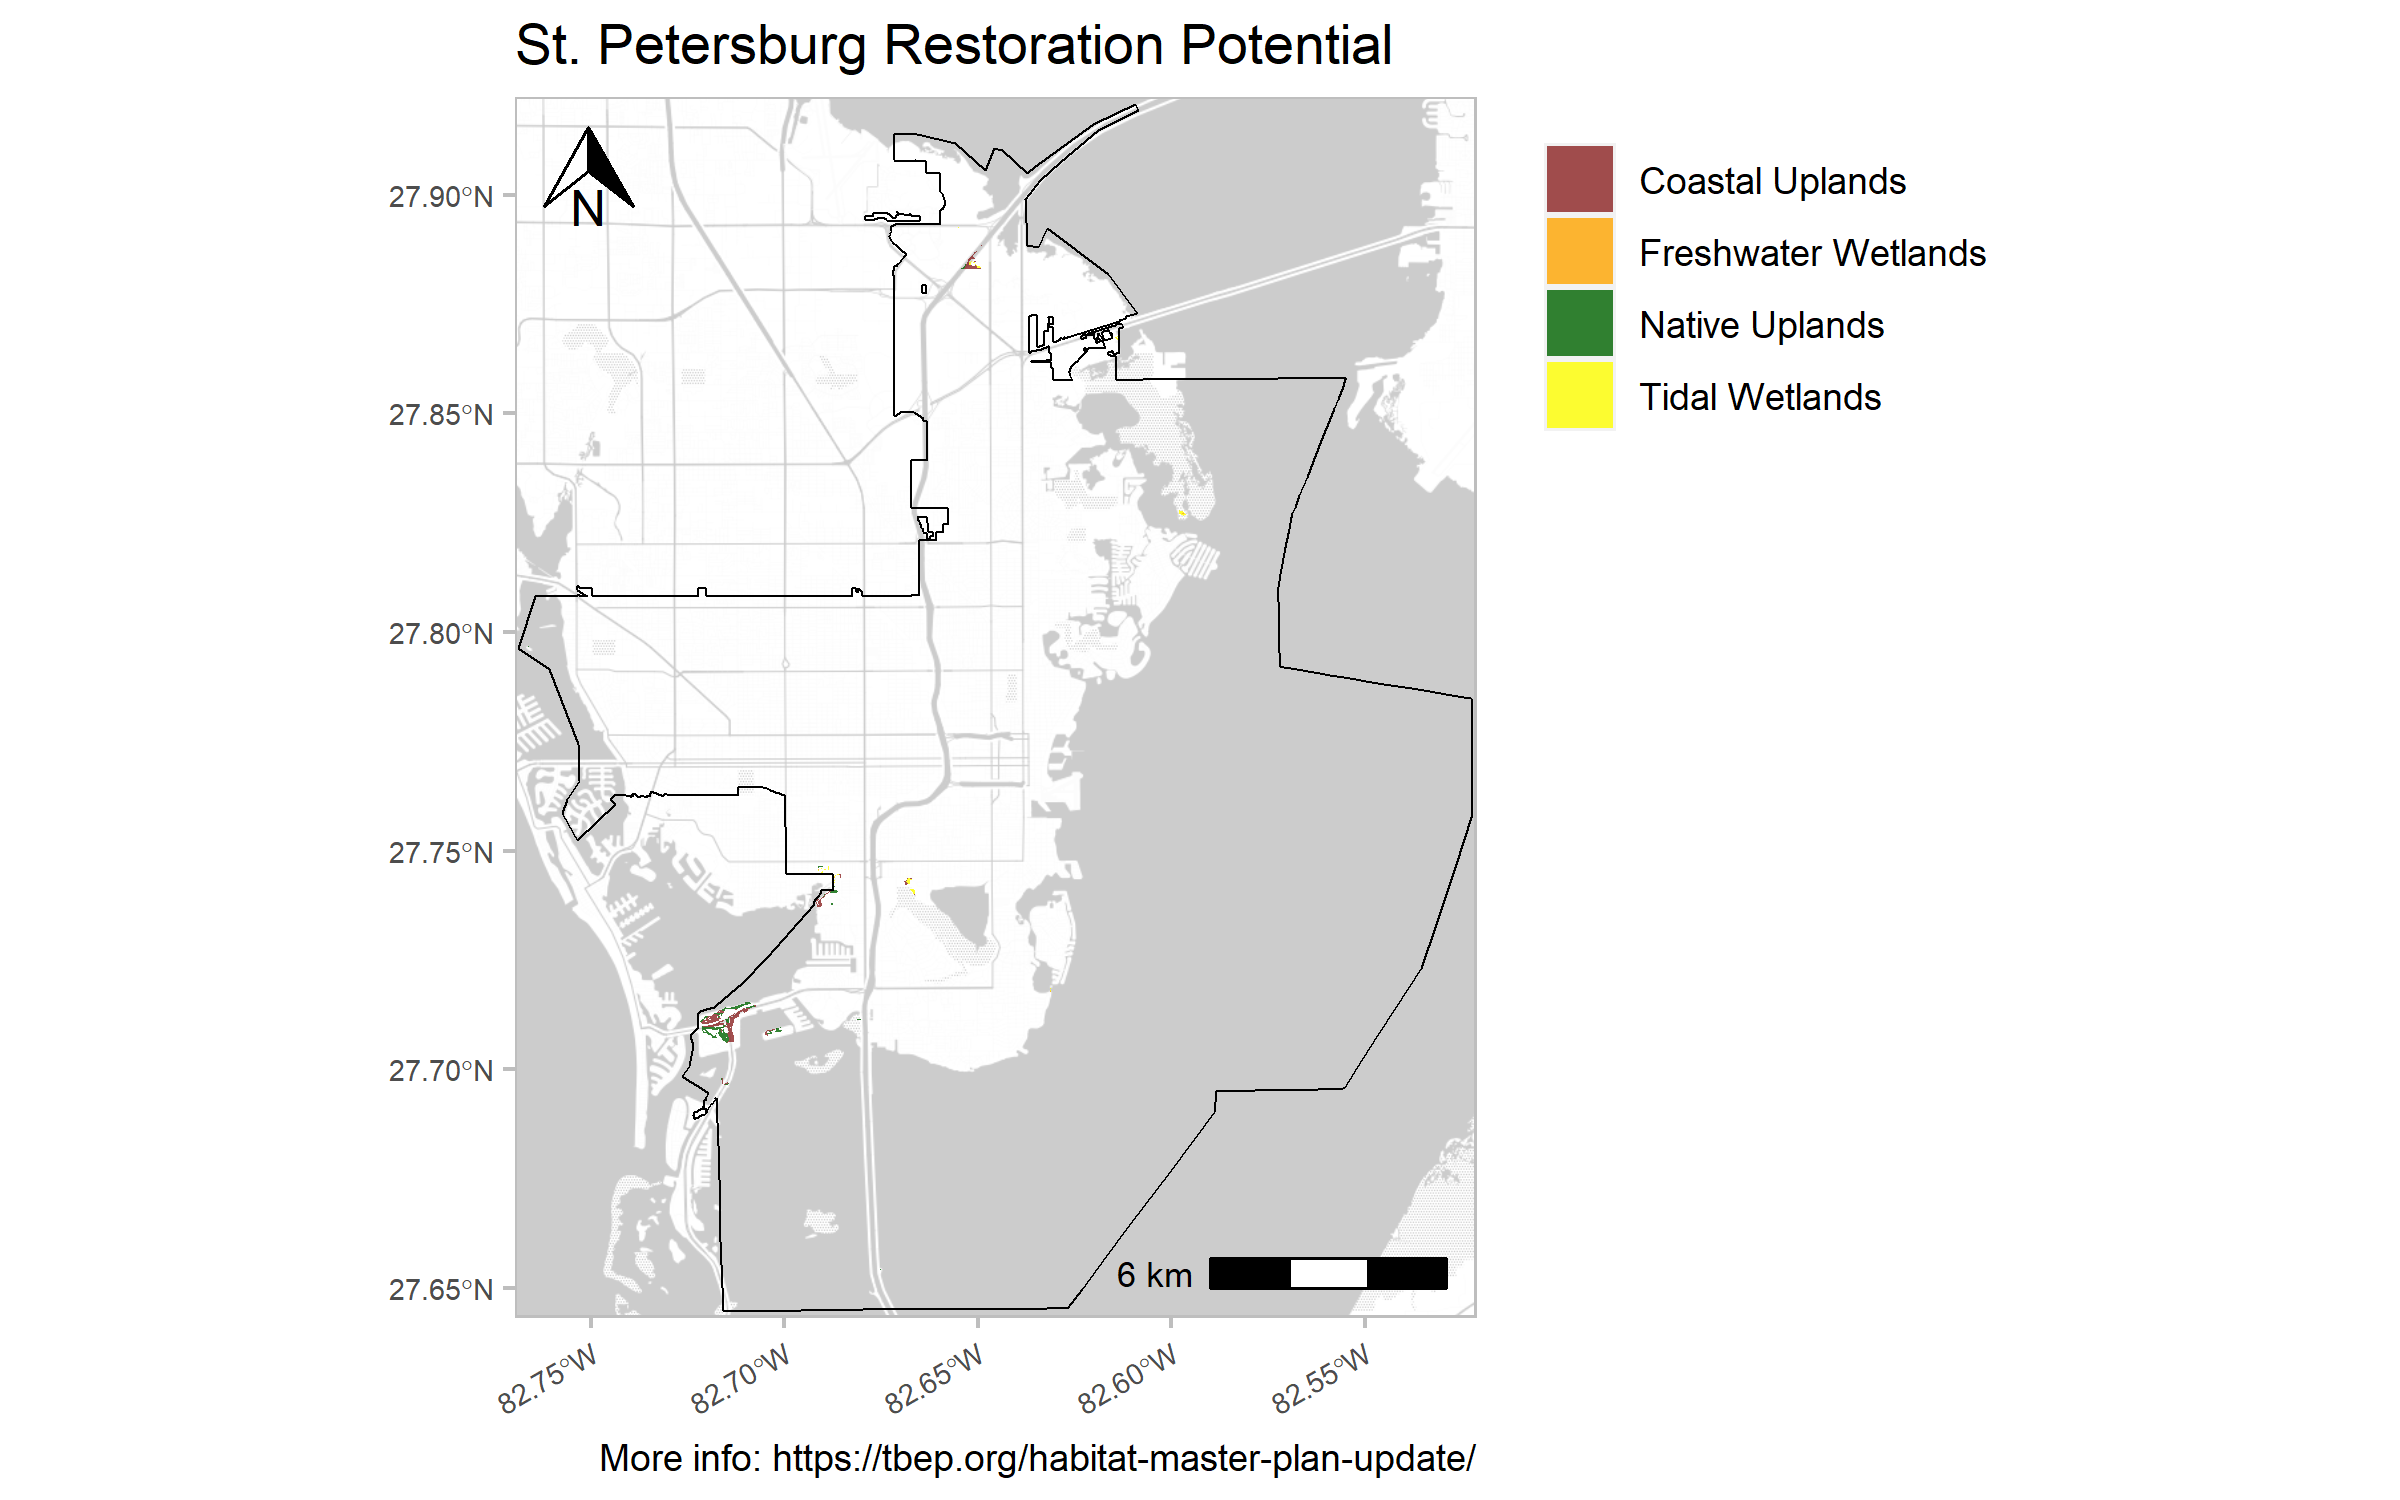 St. Petersburg Restoration Potential
N
27.90°N
27.85°N
27.80°N
27.75°N
27.70°N
27.65°N
82.75°W
82.70°W
82.65°W
82.60°W
82.55°W
6 km
Coastal Uplands
Freshwater Wetlands
Native Uplands
Tidal Wetlands
More info: https://tbep.org/habitat-master-plan-update/